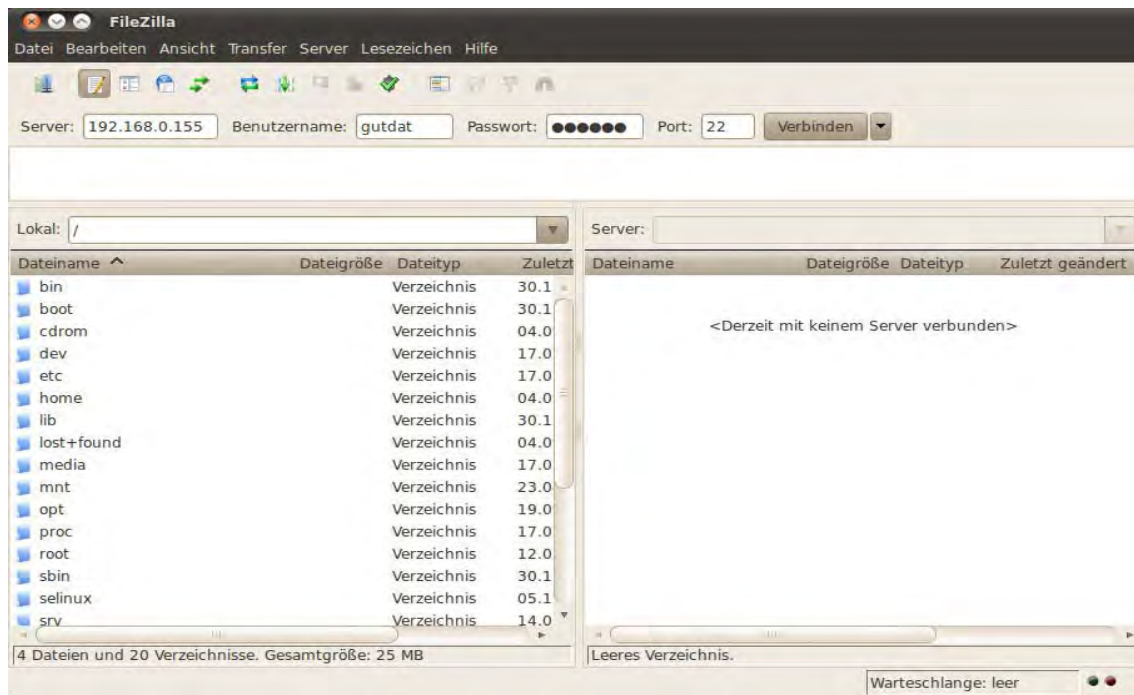 FileZilla
Datei Bearbeiten Ansicht Transfer Server Lesezeichen Hilfe
Server: 192.168.0.155 Benutzername: gutdat Passwort: ●●●●●● Port: 22 Verbinden
Lokal: /
Dateiname Dateigröße Dateityp Zuletzt
bin Verzeichnis 30.1
boot Verzeichnis 30.1
cdrom Verzeichnis 04.0
dev Verzeichnis 17.0
etc Verzeichnis 17.0
home Verzeichnis 04.0
lib Verzeichnis 30.1
lost+found Verzeichnis 04.0
media Verzeichnis 17.0
mnt Verzeichnis 23.0
opt Verzeichnis 19.0
proc Verzeichnis 17.0
root Verzeichnis 12.0
sbin Verzeichnis 30.1
selinux Verzeichnis 05.1
srv Verzeichnis 14.0
4 Dateien und 20 Verzeichnisse. Gesamtgröße: 25 MB
Server:
Dateiname Dateigröße Dateityp Zuletzt geändert
<Derzeit mit keinem Server verbunden>
Leeres Verzeichnis.
Warteschlange: leer